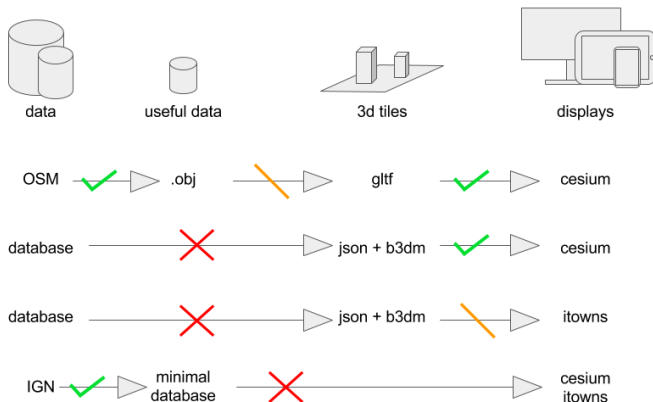 data useful data 3d tiles displays
OSM .obj gltf cesium
database json + b3dm cesium
database json + b3dm itowns
IGN minimal database cesium itowns